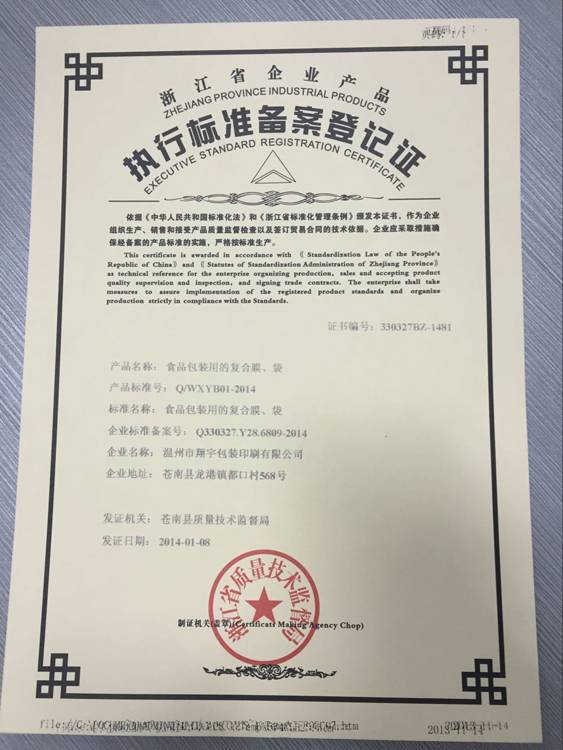 页码: 1/1
浙江省企业产品
ZHEJIANG PROVINCE INDUSTRIAL PRODUCTS
执行标准备案登记证
EXECUTIVE STANDARD REGISTRATION CERTIFICATE
依据《中华人民共和国标准化法》和《浙江省标准化管理条例》颁发本证书，作为企业
组织生产、销售和接受产品质量监督检查以及签订贸易合同的技术依据。企业应采取措施确
保经备案的产品标准的实施，严格按标准生产。
This certificate is awarded in accordance with 《 Standardization Law of the People's
Republic of China》 and 《 Statutes of Standardization Administration of Zhejiang Province》
as technical reference for the enterprise organizing production, sales and accepting product
quality supervision and inspection, and signing trade contracts. The enterprise shall take
measures to assure implementation of the registered product standards and organize
production strictly in compliance with the Standards.
证书编号：330327BZ-1481
产品名称： 食品包装用的复合膜、袋
产品标准号： Q/WXYB01-2014
标准名称： 食品包装用的复合膜、袋
企业标准备案号： Q330327.Y28.6809-2014
企业名称： 温州市翔宇包装印刷有限公司
企业地址： 苍南县龙港镇都口村568号
发证机关： 苍南县质量技术监督局
发证日期： 2014-01-08
浙江省质量技术监督局
制证机关(盖章)(Certificate Making Agency Chop)